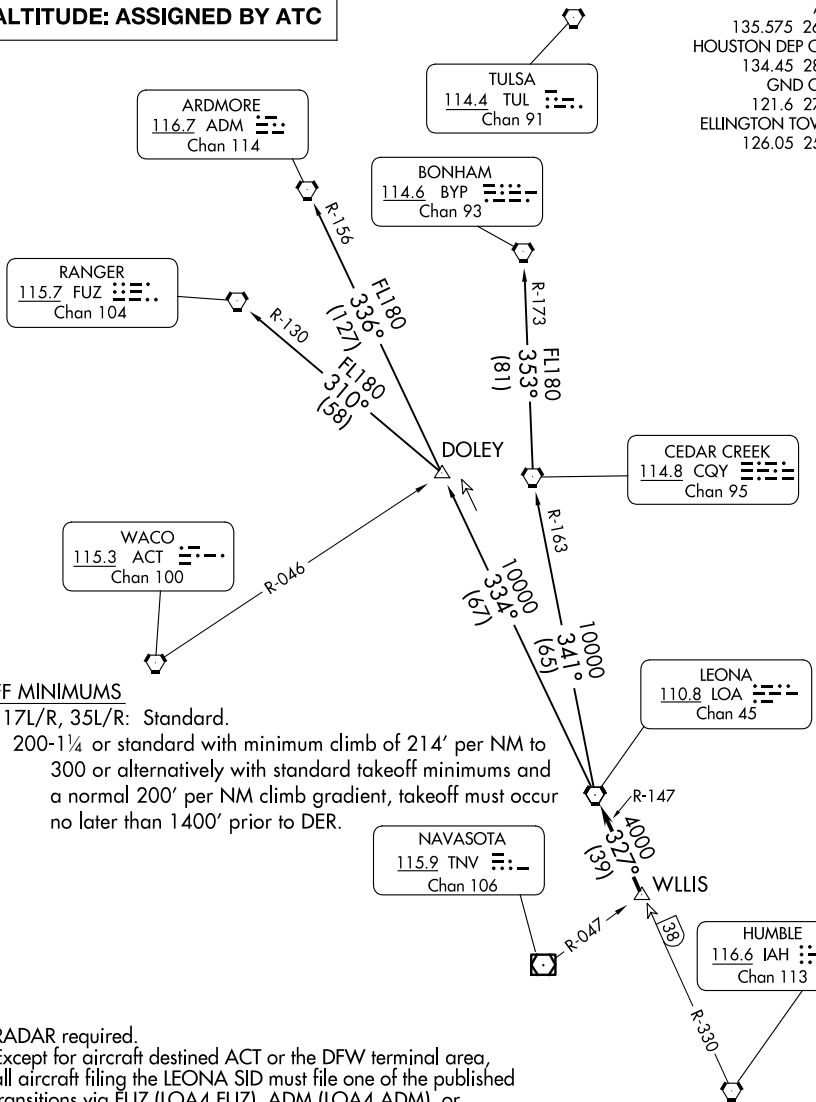 ALTITUDE: ASSIGNED BY ATC
135.575
HOUSTON DEP
134.45
GND
121.6
ELLINGTON
126.05
TULSA
114.4 TUL
Chan 91
ARDMORE
116.7 ADM
Chan 114
BONHAM
114.6 BYP
Chan 93
RANGER
115.7 FUZ
Chan 104
R-156
FL180
336°
(127)
R-130
FL180
310°
(58)
R-173
FL180
353°
(81)
DOLEY
CEDAR CREEK
114.8 CQY
Chan 95
WACO
115.3 ACT
Chan 100
R-046
R-163
10000
334°
(67)
10000
341°
(65)
LEONA
110.8 LOA
Chan 45
MINIMUMS
17L/R, 35L/R: Standard.
200-1¼ or standard with minimum climb of 214' per NM to
300 or alternatively with standard takeoff minimums and
a normal 200' per NM climb gradient, takeoff must occur
no later than 1400' prior to DER.
R-147
4000
327°
(39)
WLLIS
NAVASOTA
115.9 TNV
Chan 106
R-047
38
HUMBLE
116.6 IAH
Chan 113
R-330
RADAR required.
Except for aircraft destined ACT or the DFW terminal area,
all aircraft filing the LEONA SID must file one of the published
transitions via FUZ (LOA4.FUZ), ADM (LOA4.ADM), or